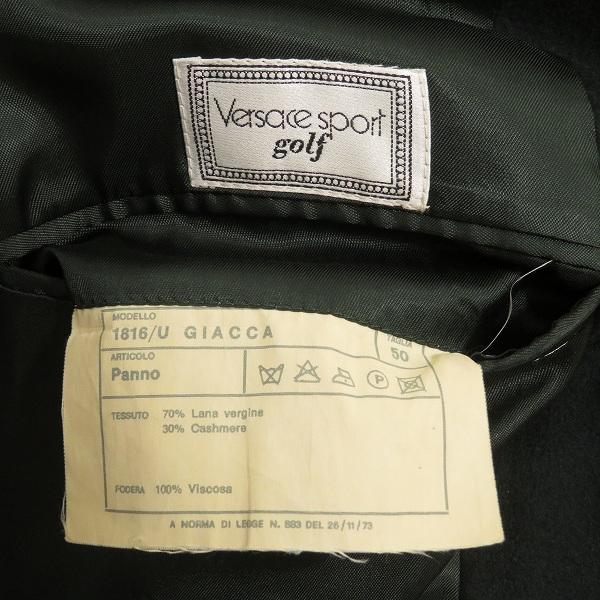 Versace sport
golf
MODELLO
1816/U GIACCA
TAGLIA
50
ARTICOLO
Panno
P
TESSUTO 70% Lana vergine
30% Cashmere
FODERA 100% Viscosa
A NORMA DI LEGGE N. 883 DEL 26/11/73